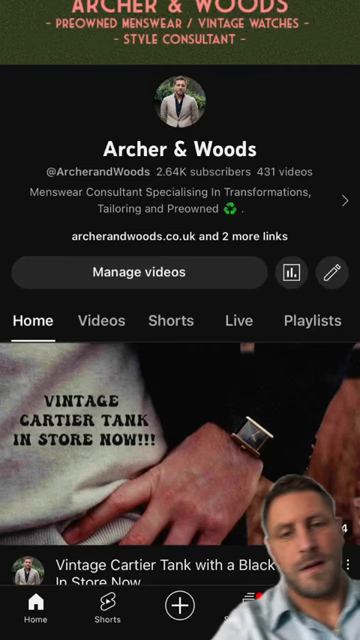 ARCHER & WOODS
- PREOWNED MENSWEAR / VINTAGE WATCHES -
- STYLE CONSULTANT -
Archer & Woods
@ArcherandWoods 2.64K subscribers 431 videos
Menswear Consultant Specialising In Transformations,
Tailoring and Preowned ♻️ .
archerandwoods.co.uk and 2 more links
Manage videos
Home Videos Shorts Live Playlists
VINTAGE
CARTIER TANK
IN STORE NOW!!!
4
Vintage Cartier Tank with a Black
In Store Now
Home Shorts